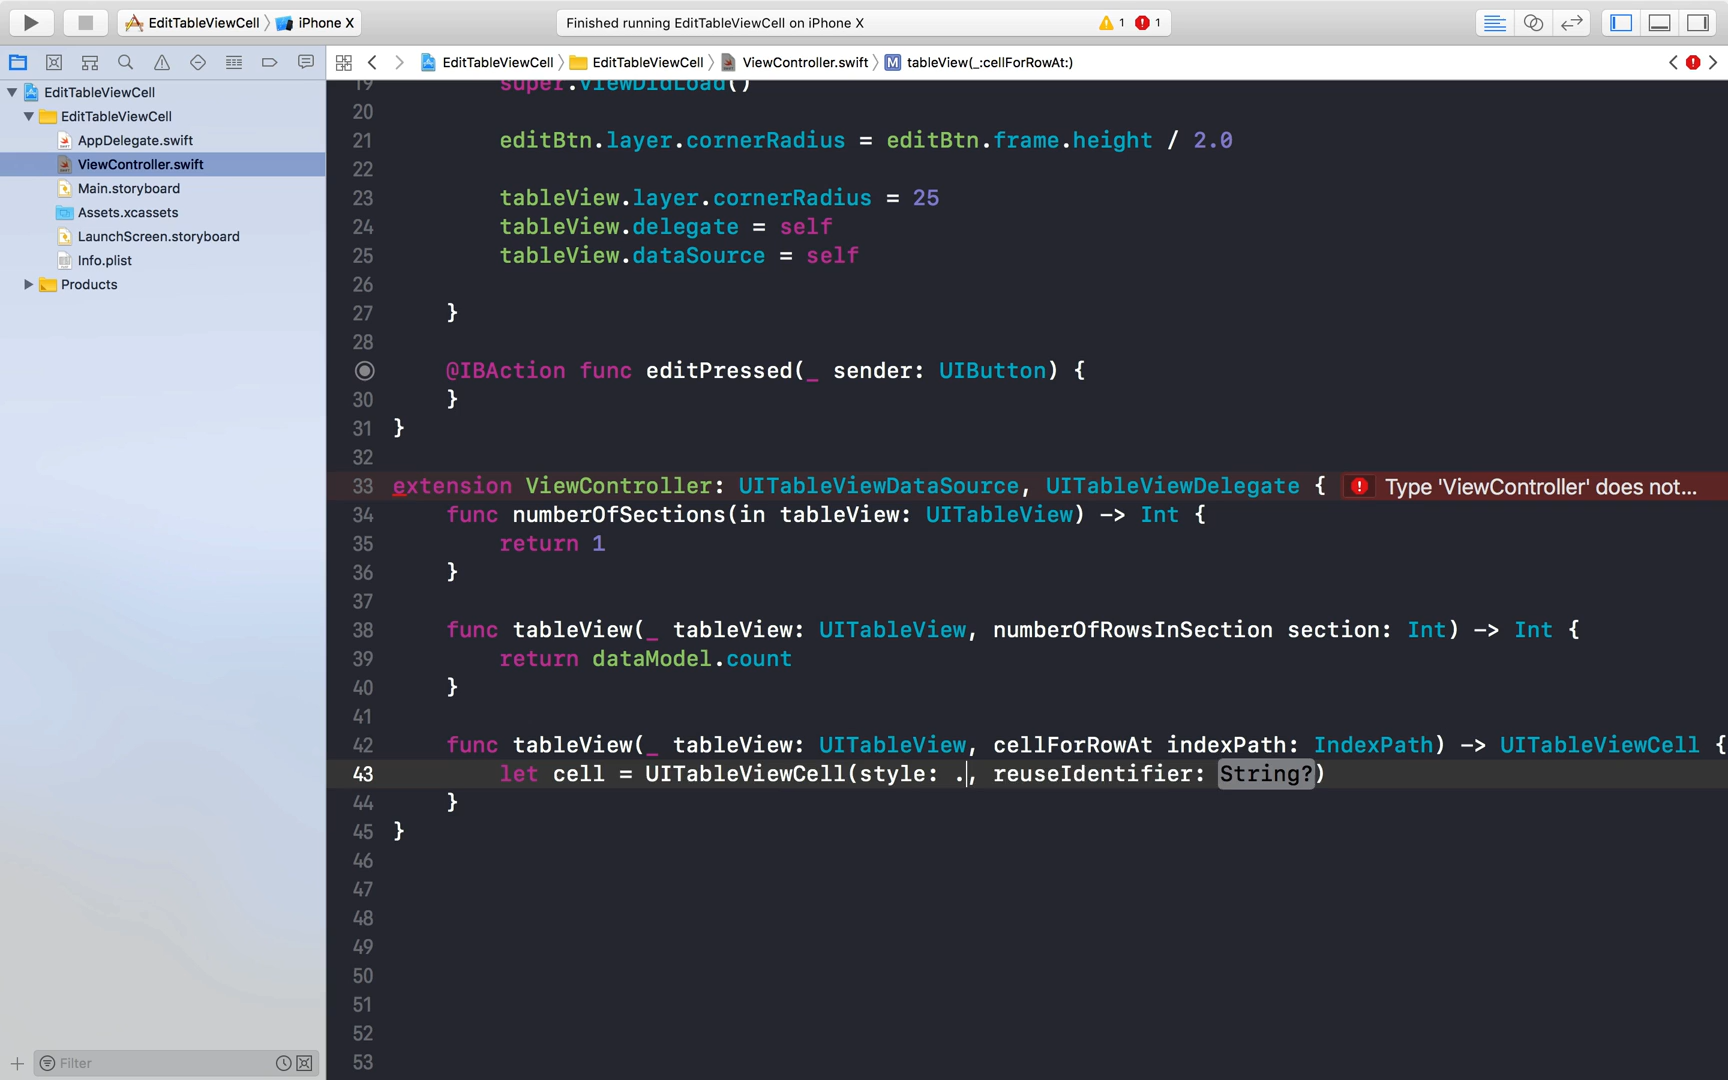 EditTableViewCell iPhone X
Finished running EditTableViewCell on iPhone X 1 1
EditTableViewCell EditTableViewCell ViewController.swift M tableView(_:cellForRowAt:)
EditTableViewCell
EditTableViewCell
AppDelegate.swift
ViewController.swift
Main.storyboard
Assets.xcassets
LaunchScreen.storyboard
Info.plist
Products
Filter
19 super.viewDidLoad()
20
21 editBtn.layer.cornerRadius = editBtn.frame.height / 2.0
22
23 tableView.layer.cornerRadius = 25
24 tableView.delegate = self
25 tableView.dataSource = self
26
27 }
28
@IBAction func editPressed(_ sender: UIButton) {
30 }
31 }
32
33 extension ViewController: UITableViewDataSource, UITableViewDelegate { Type 'ViewController' does not...
34 func numberOfSections(in tableView: UITableView) -> Int {
35 return 1
36 }
37
38 func tableView(_ tableView: UITableView, numberOfRowsInSection section: Int) -> Int {
39 return dataModel.count
40 }
41
42 func tableView(_ tableView: UITableView, cellForRowAt indexPath: IndexPath) -> UITableViewCell {
43 let cell = UITableViewCell(style: ., reuseIdentifier: String?)
44 }
45 }
46
47
48
49
50
51
52
53